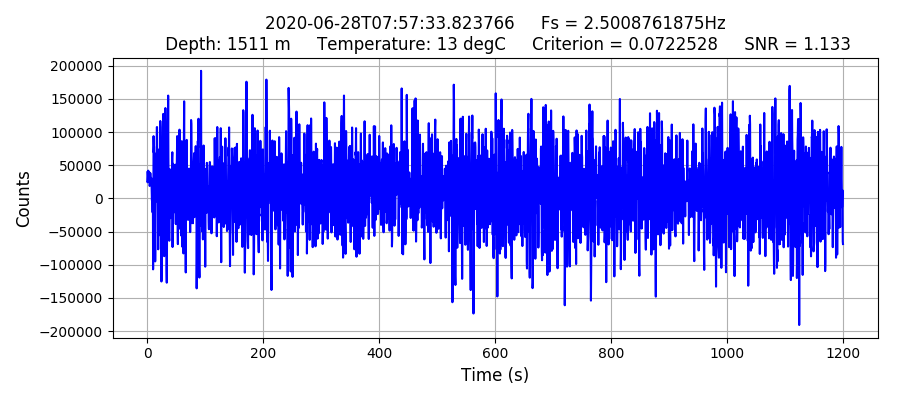 2020-06-28T07:57:33.823766 Fs = 2.5008761875Hz
Depth: 1511 m Temperature: 13 degC Criterion = 0.0722528 SNR = 1.133
200000
150000
100000
50000
0
−50000
−100000
−150000
−200000
Counts
0 200 400 600 800 1000 1200
Time (s)